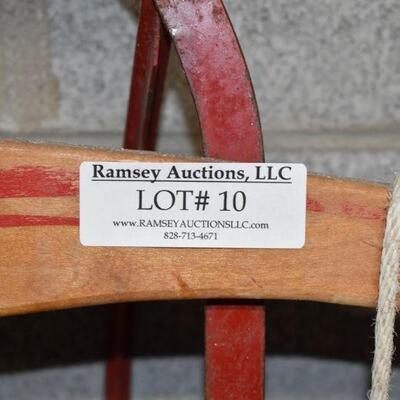 Ramsey Auctions, LLC
LOT# 10
www.RAMSEYAUCTIONSLLC.com
828-713-4671